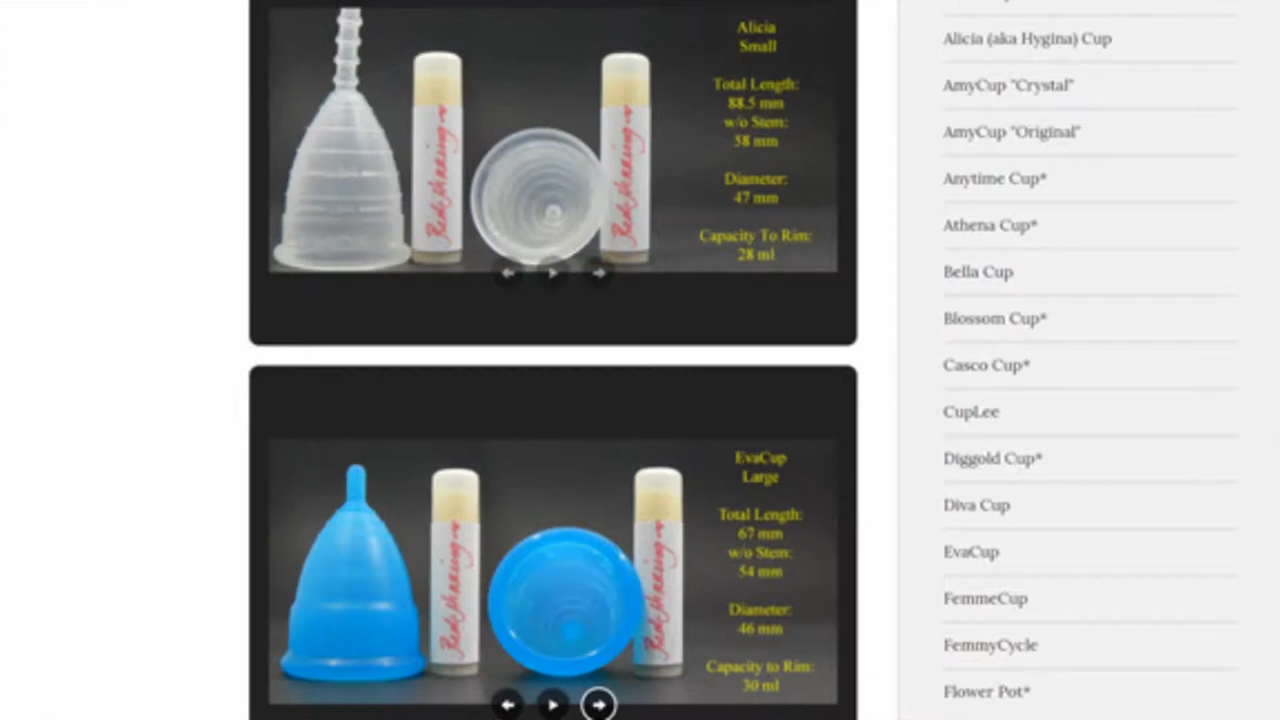 Alicia
Small
Total Length:
88.5 mm
w/o Stem:
58 mm
Diameter:
47 mm
Capacity To Rim:
28 ml
EvaCup
Large
Total Length:
67 mm
w/o Stem:
54 mm
Diameter:
46 mm
Capacity to Rim:
30 ml
Alicia (aka Hygina) Cup
AmyCup "Crystal"
AmyCup "Original"
Anytime Cup*
Athena Cup*
Bella Cup
Blossom Cup*
Casco Cup*
CupLee
Diggold Cup*
Diva Cup
EvaCup
FemmeCup
FemmyCycle
Flower Pot*